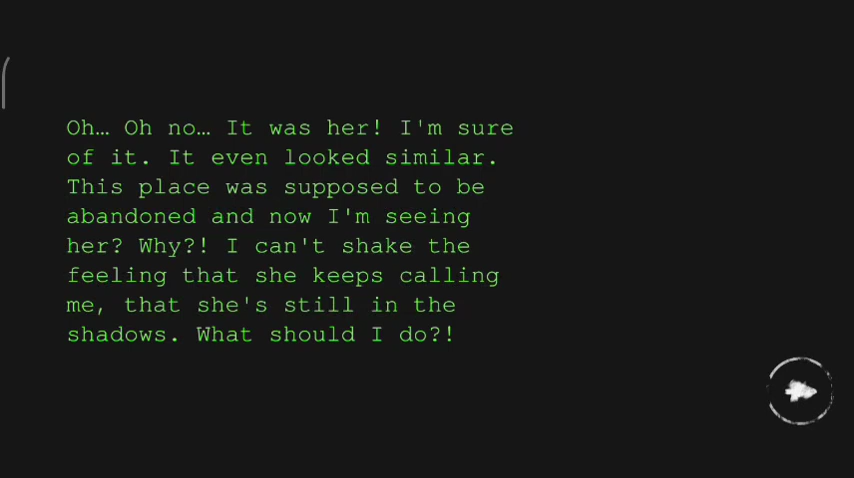 Oh… Oh no… It was her! I'm sure
of it. It even looked similar.
This place was supposed to be
abandoned and now I'm seeing
her? Why?! I can't shake the
feeling that she keeps calling
me, that she's still in the
shadows. What should I do?!